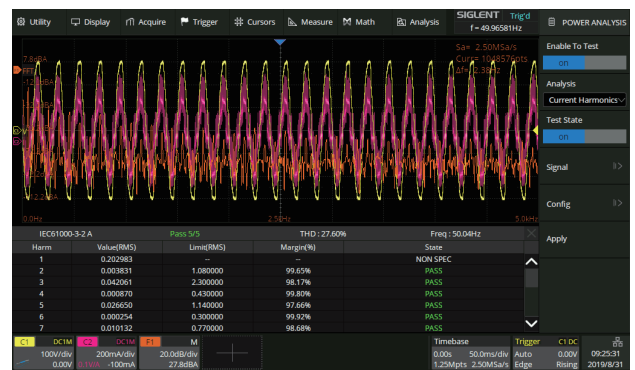 Utility Display Acquire Trigger Cursors Measure Math Analysis
SIGLENT Trig'd
f = 49.96581Hz
POWER ANALYSIS
Enable To Test
on
Analysis
Current Harmonics
Test State
on
Signal
Config
Apply
Sa= 2.50MSa/s
Curr= 1048576pts
7.8dBA
FFT
0.0Hz
5.0kHz
IEC61000-3-2 A Pass 5/5 THD : 27.60% Freq : 50.04Hz
Harm Value(RMS) Limit(RMS) Margin(%) State
1 0.202983 -- -- NON SPEC
2 0.003831 1.080000 99.65% PASS
3 0.042061 2.300000 98.17% PASS
4 0.000870 0.430000 99.80% PASS
5 0.026650 1.140000 97.66% PASS
6 0.000254 0.300000 99.92% PASS
7 0.010132 0.770000 98.68% PASS
C1 DC1M C2 DC1M F1 M Timebase Trigger C1 DC
100V/div 200mA/div 20.0dB/div 0.00s 50.0ms/div Auto 0.00V 09:25:31
0.00V -100mA 27.8dBA 1.25Mpts 2.50MSa/s Edge Rising 2019/8/31